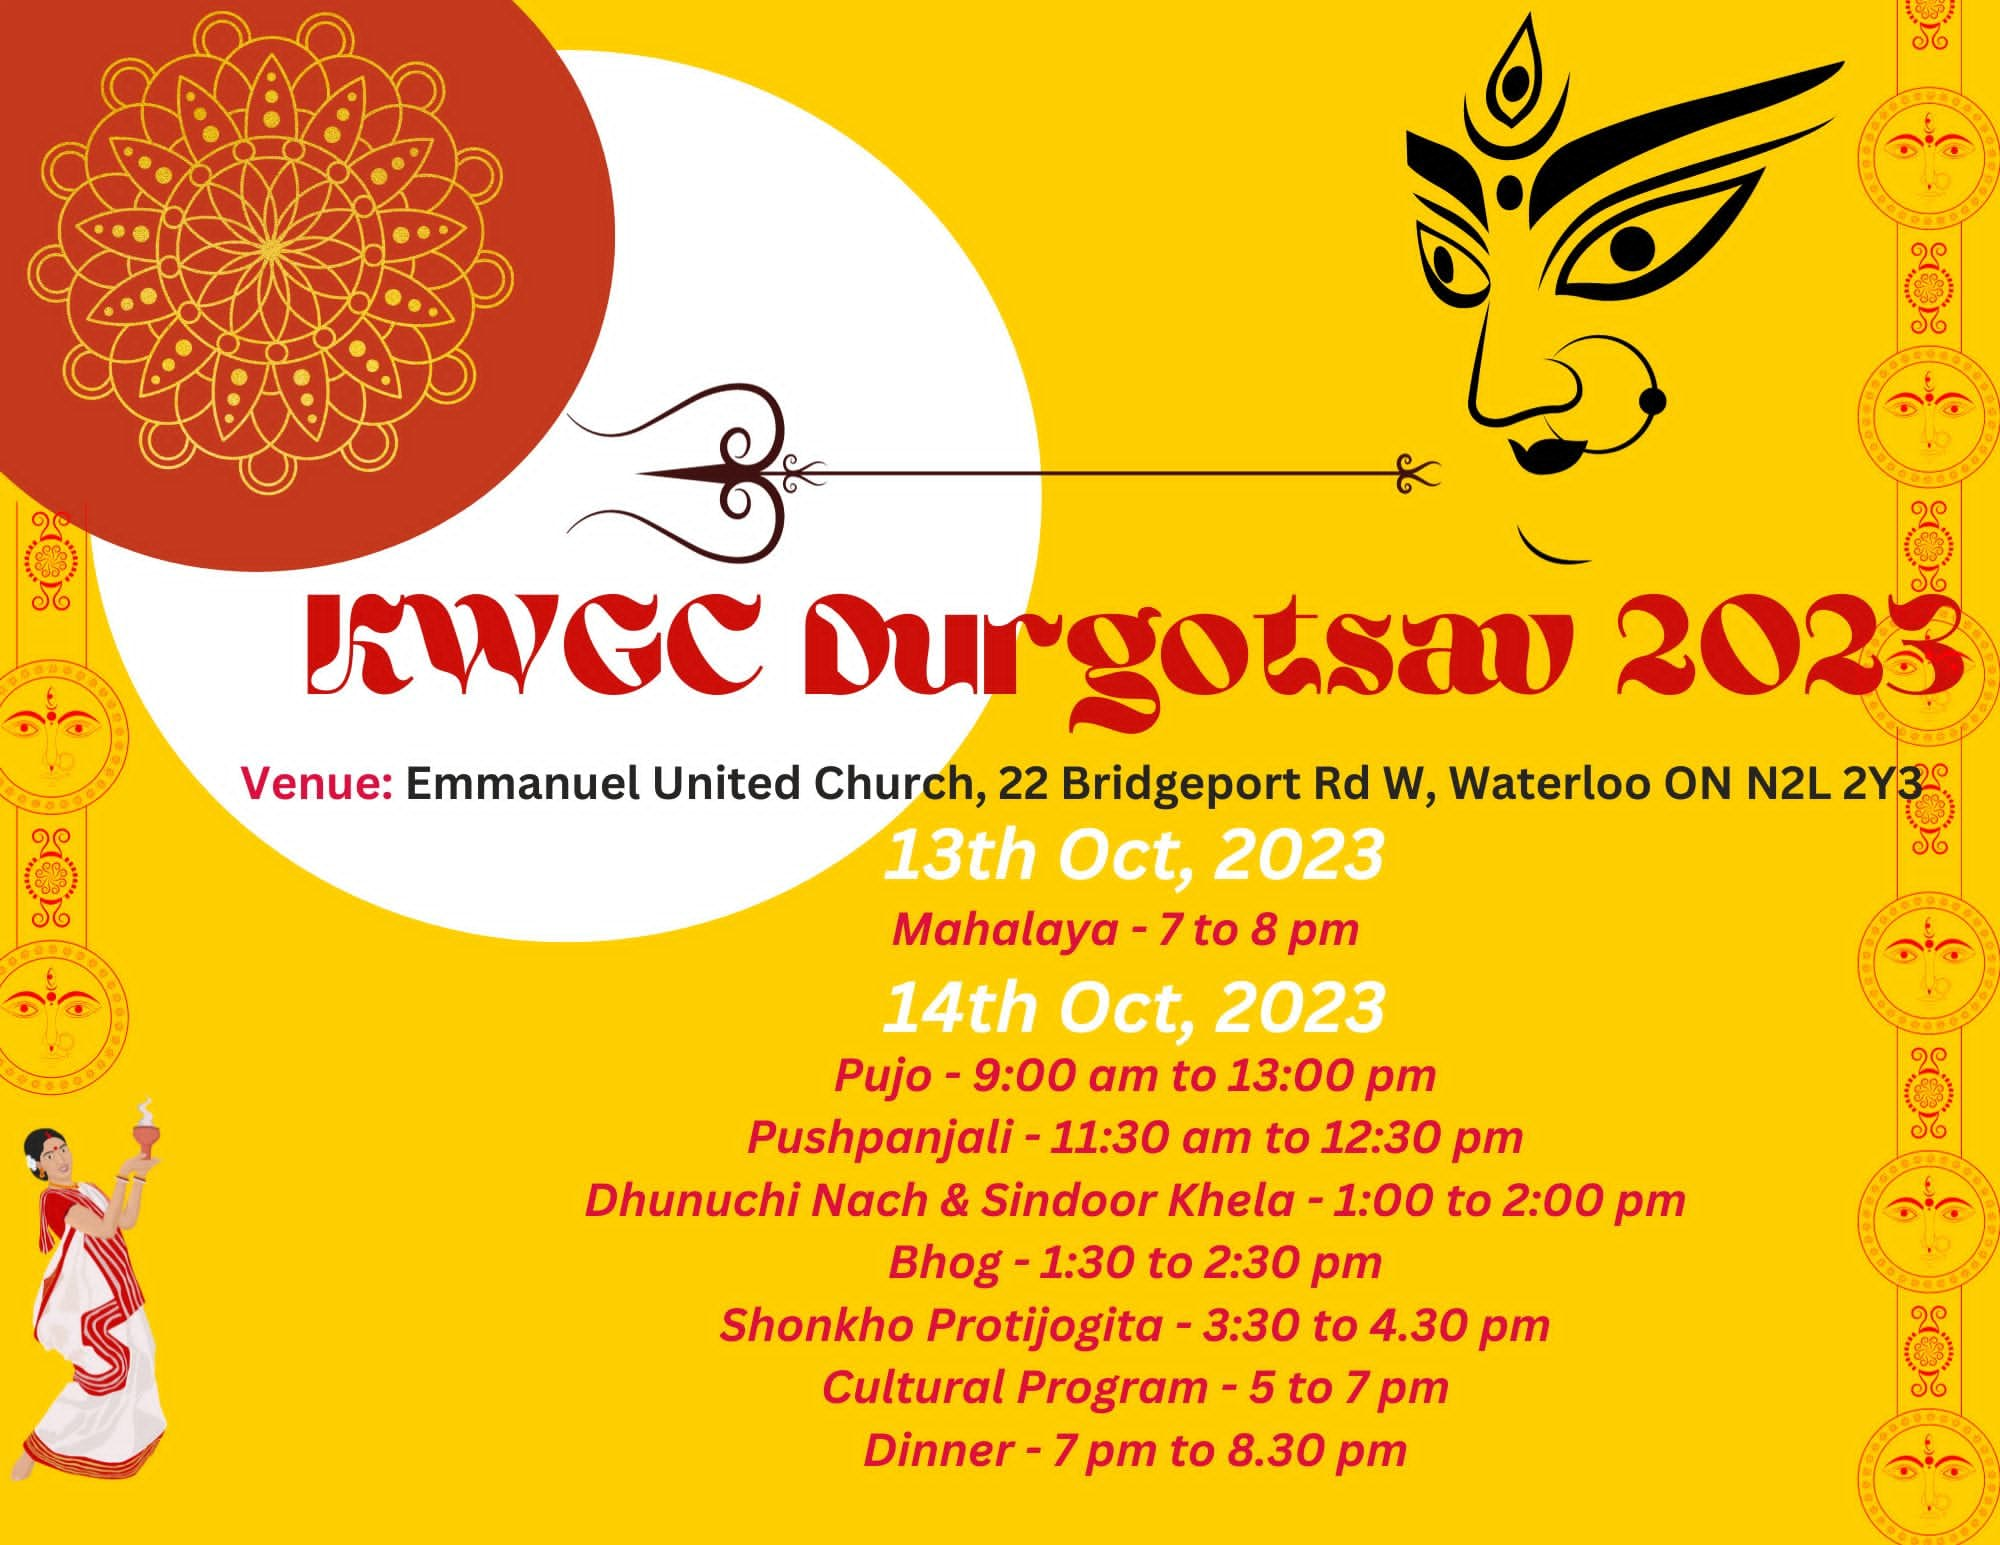 KWGC Durgotsav 2023
Venue: Emmanuel United Church, 22 Bridgeport Rd W, Waterloo ON N2L 2Y3
13th Oct, 2023
Mahalaya - 7 to 8 pm
14th Oct, 2023
Pujo - 9:00 am to 13:00 pm
Pushpanjali - 11:30 am to 12:30 pm
Dhunuchi Nach & Sindoor Khela - 1:00 to 2:00 pm
Bhog - 1:30 to 2:30 pm
Shonkho Protijogita - 3:30 to 4.30 pm
Cultural Program - 5 to 7 pm
Dinner - 7 pm to 8.30 pm